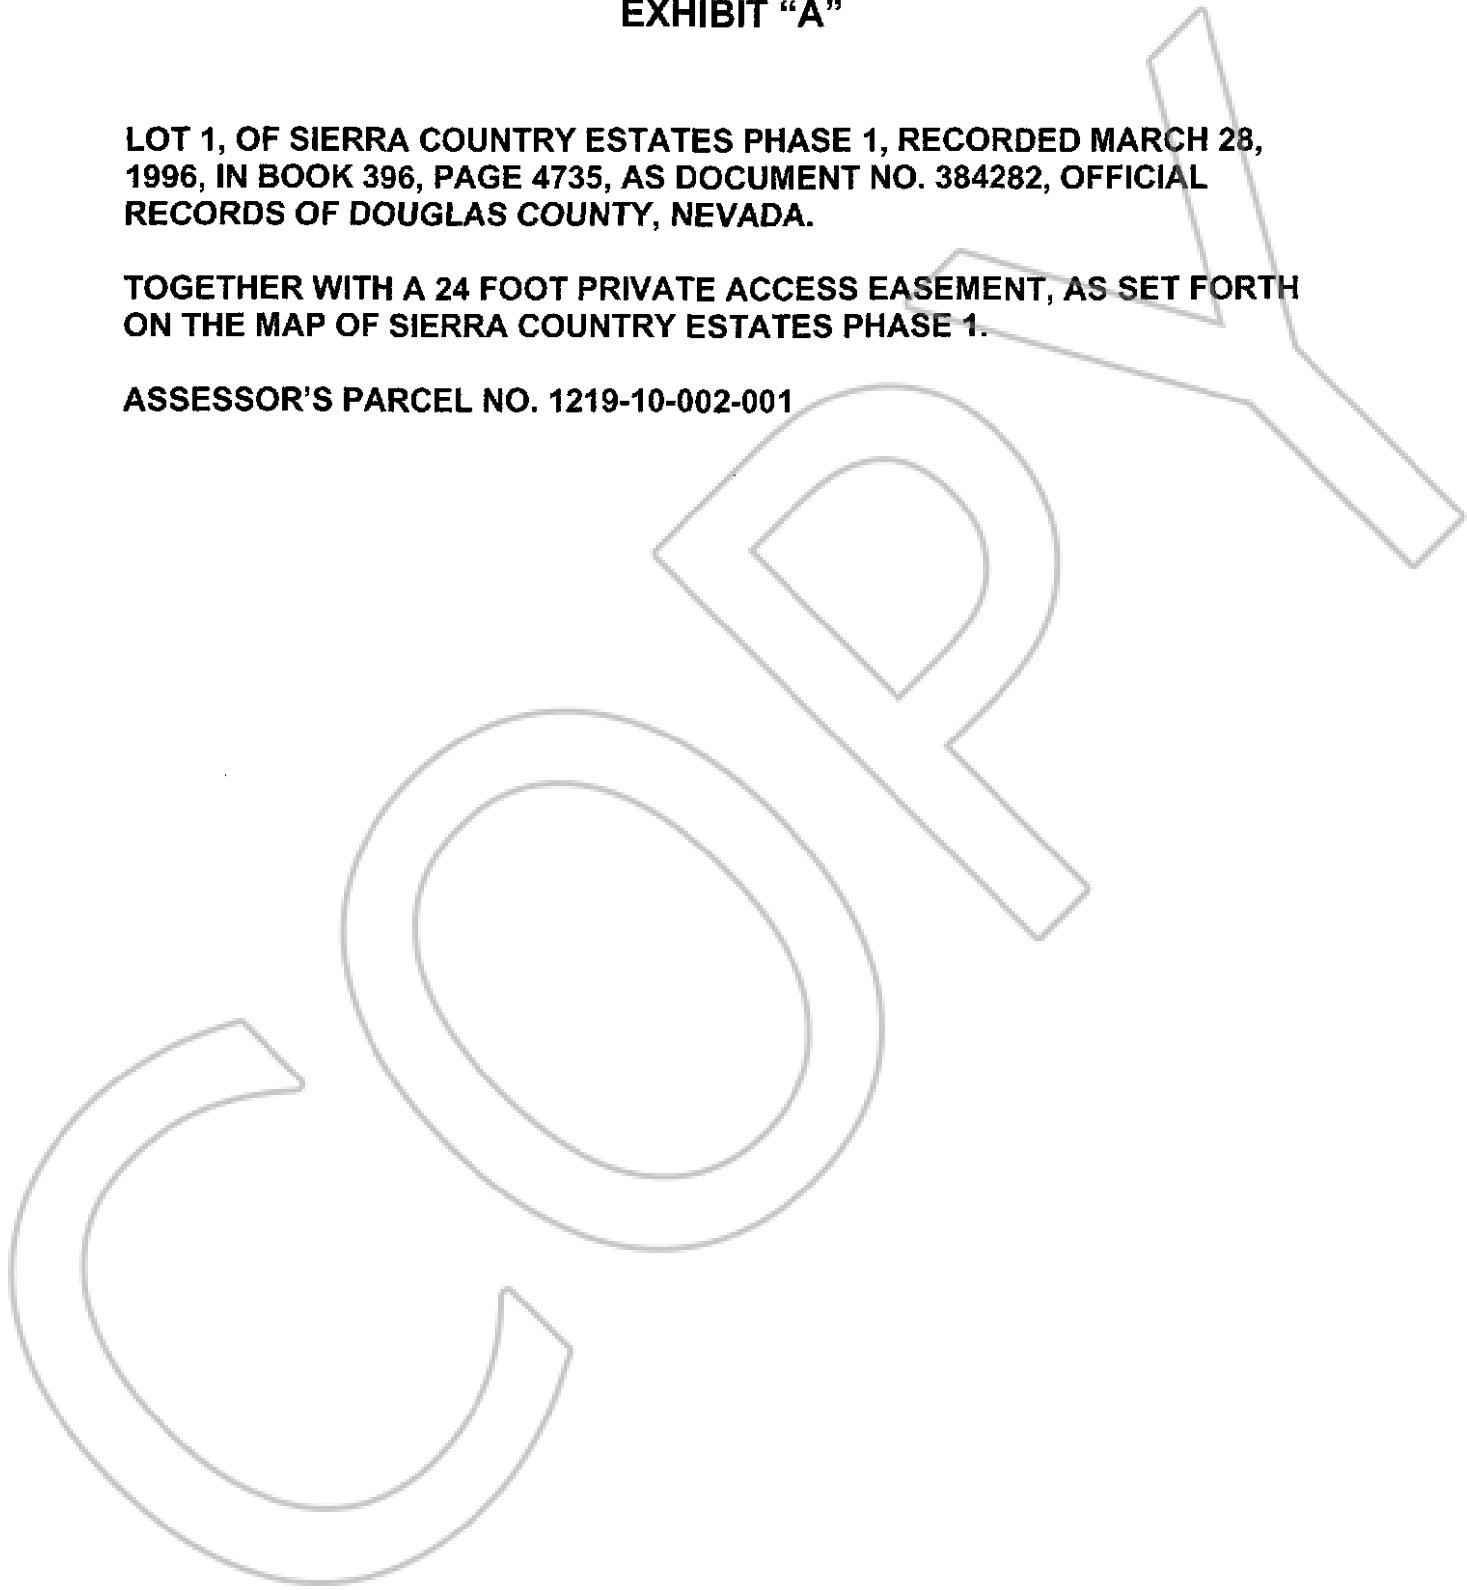 EXHIBIT “A”
LOT 1, OF SIERRA COUNTRY ESTATES PHASE 1, RECORDED MARCH 28,
1996, IN BOOK 396, PAGE 4735, AS DOCUMENT NO. 384282, OFFICIAL
RECORDS OF DOUGLAS COUNTY, NEVADA.
TOGETHER WITH A 24 FOOT PRIVATE ACCESS EASEMENT, AS SET FORTH
ON THE MAP OF SIERRA COUNTRY ESTATES PHASE 1.
ASSESSOR’S PARCEL NO. 1219-10-002-001
COPY